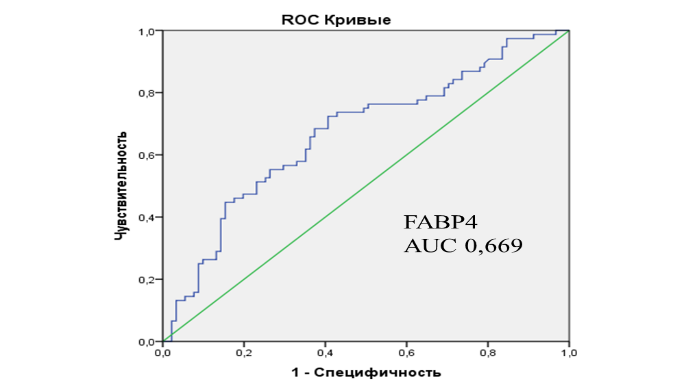 ROC Кривые
1,0
0,8
0,6
0,4
0,2
0,0
Чувствительность
FABP4
AUC 0,669
0,0 0,2 0,4 0,6 0,8 1,0
1 - Специфичность